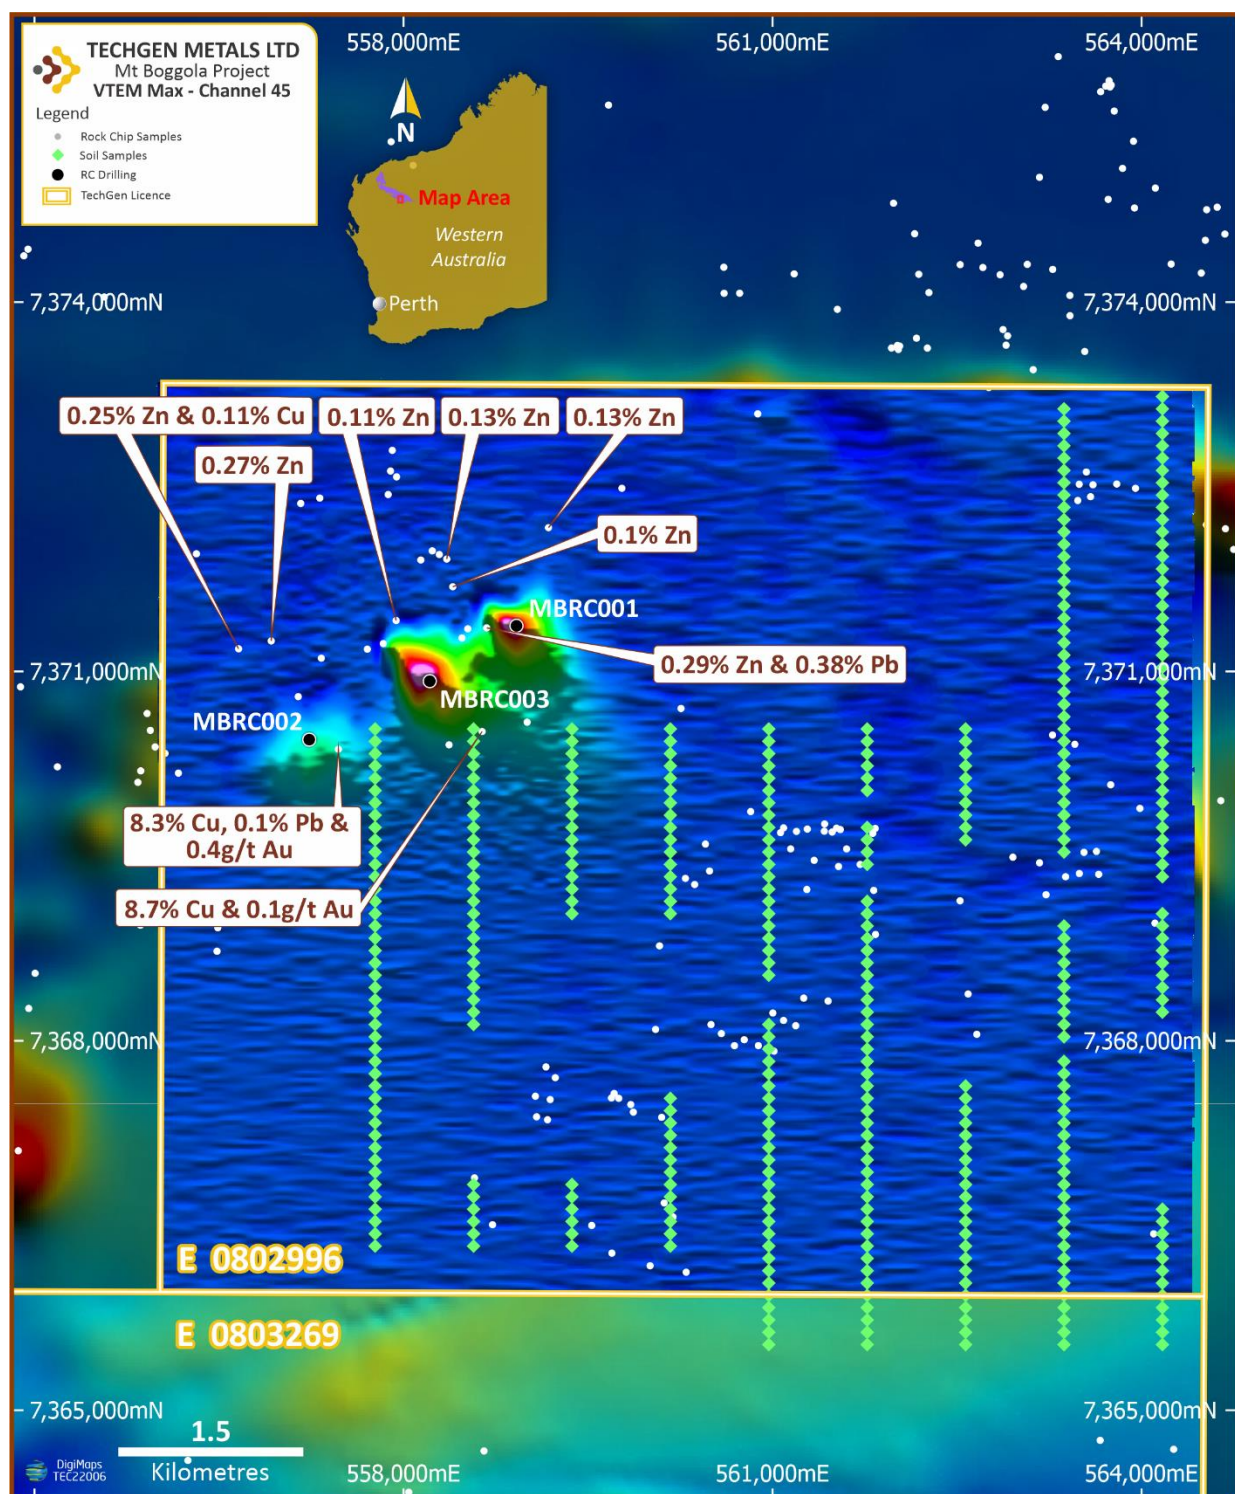 TECHGEN METALS LTD
Mt Boggola Project
VTEM Max - Channel 45
Legend
Rock Chip Samples
Soil Samples
RC Drilling
TechGen Licence
558,000mE
561,000mE
564,000mE
N
Map Area
Western
Australia
Perth
7,374,000mN
7,374,000mN
0.25% Zn & 0.11% Cu
0.11% Zn
0.13% Zn
0.13% Zn
0.27% Zn
0.1% Zn
MBRC001
7,371,000mN
0.29% Zn & 0.38% Pb
7,371,000mN
MBRC003
MBRC002
8.3% Cu, 0.1% Pb &
0.4g/t Au
8.7% Cu & 0.1g/t Au
7,368,000mN
7,368,000mN
E 0802996
E 0803269
7,365,000mN
7,365,000mN
1.5
Kilometres
DigiMaps
TEC22006
558,000mE
561,000mE
564,000mE